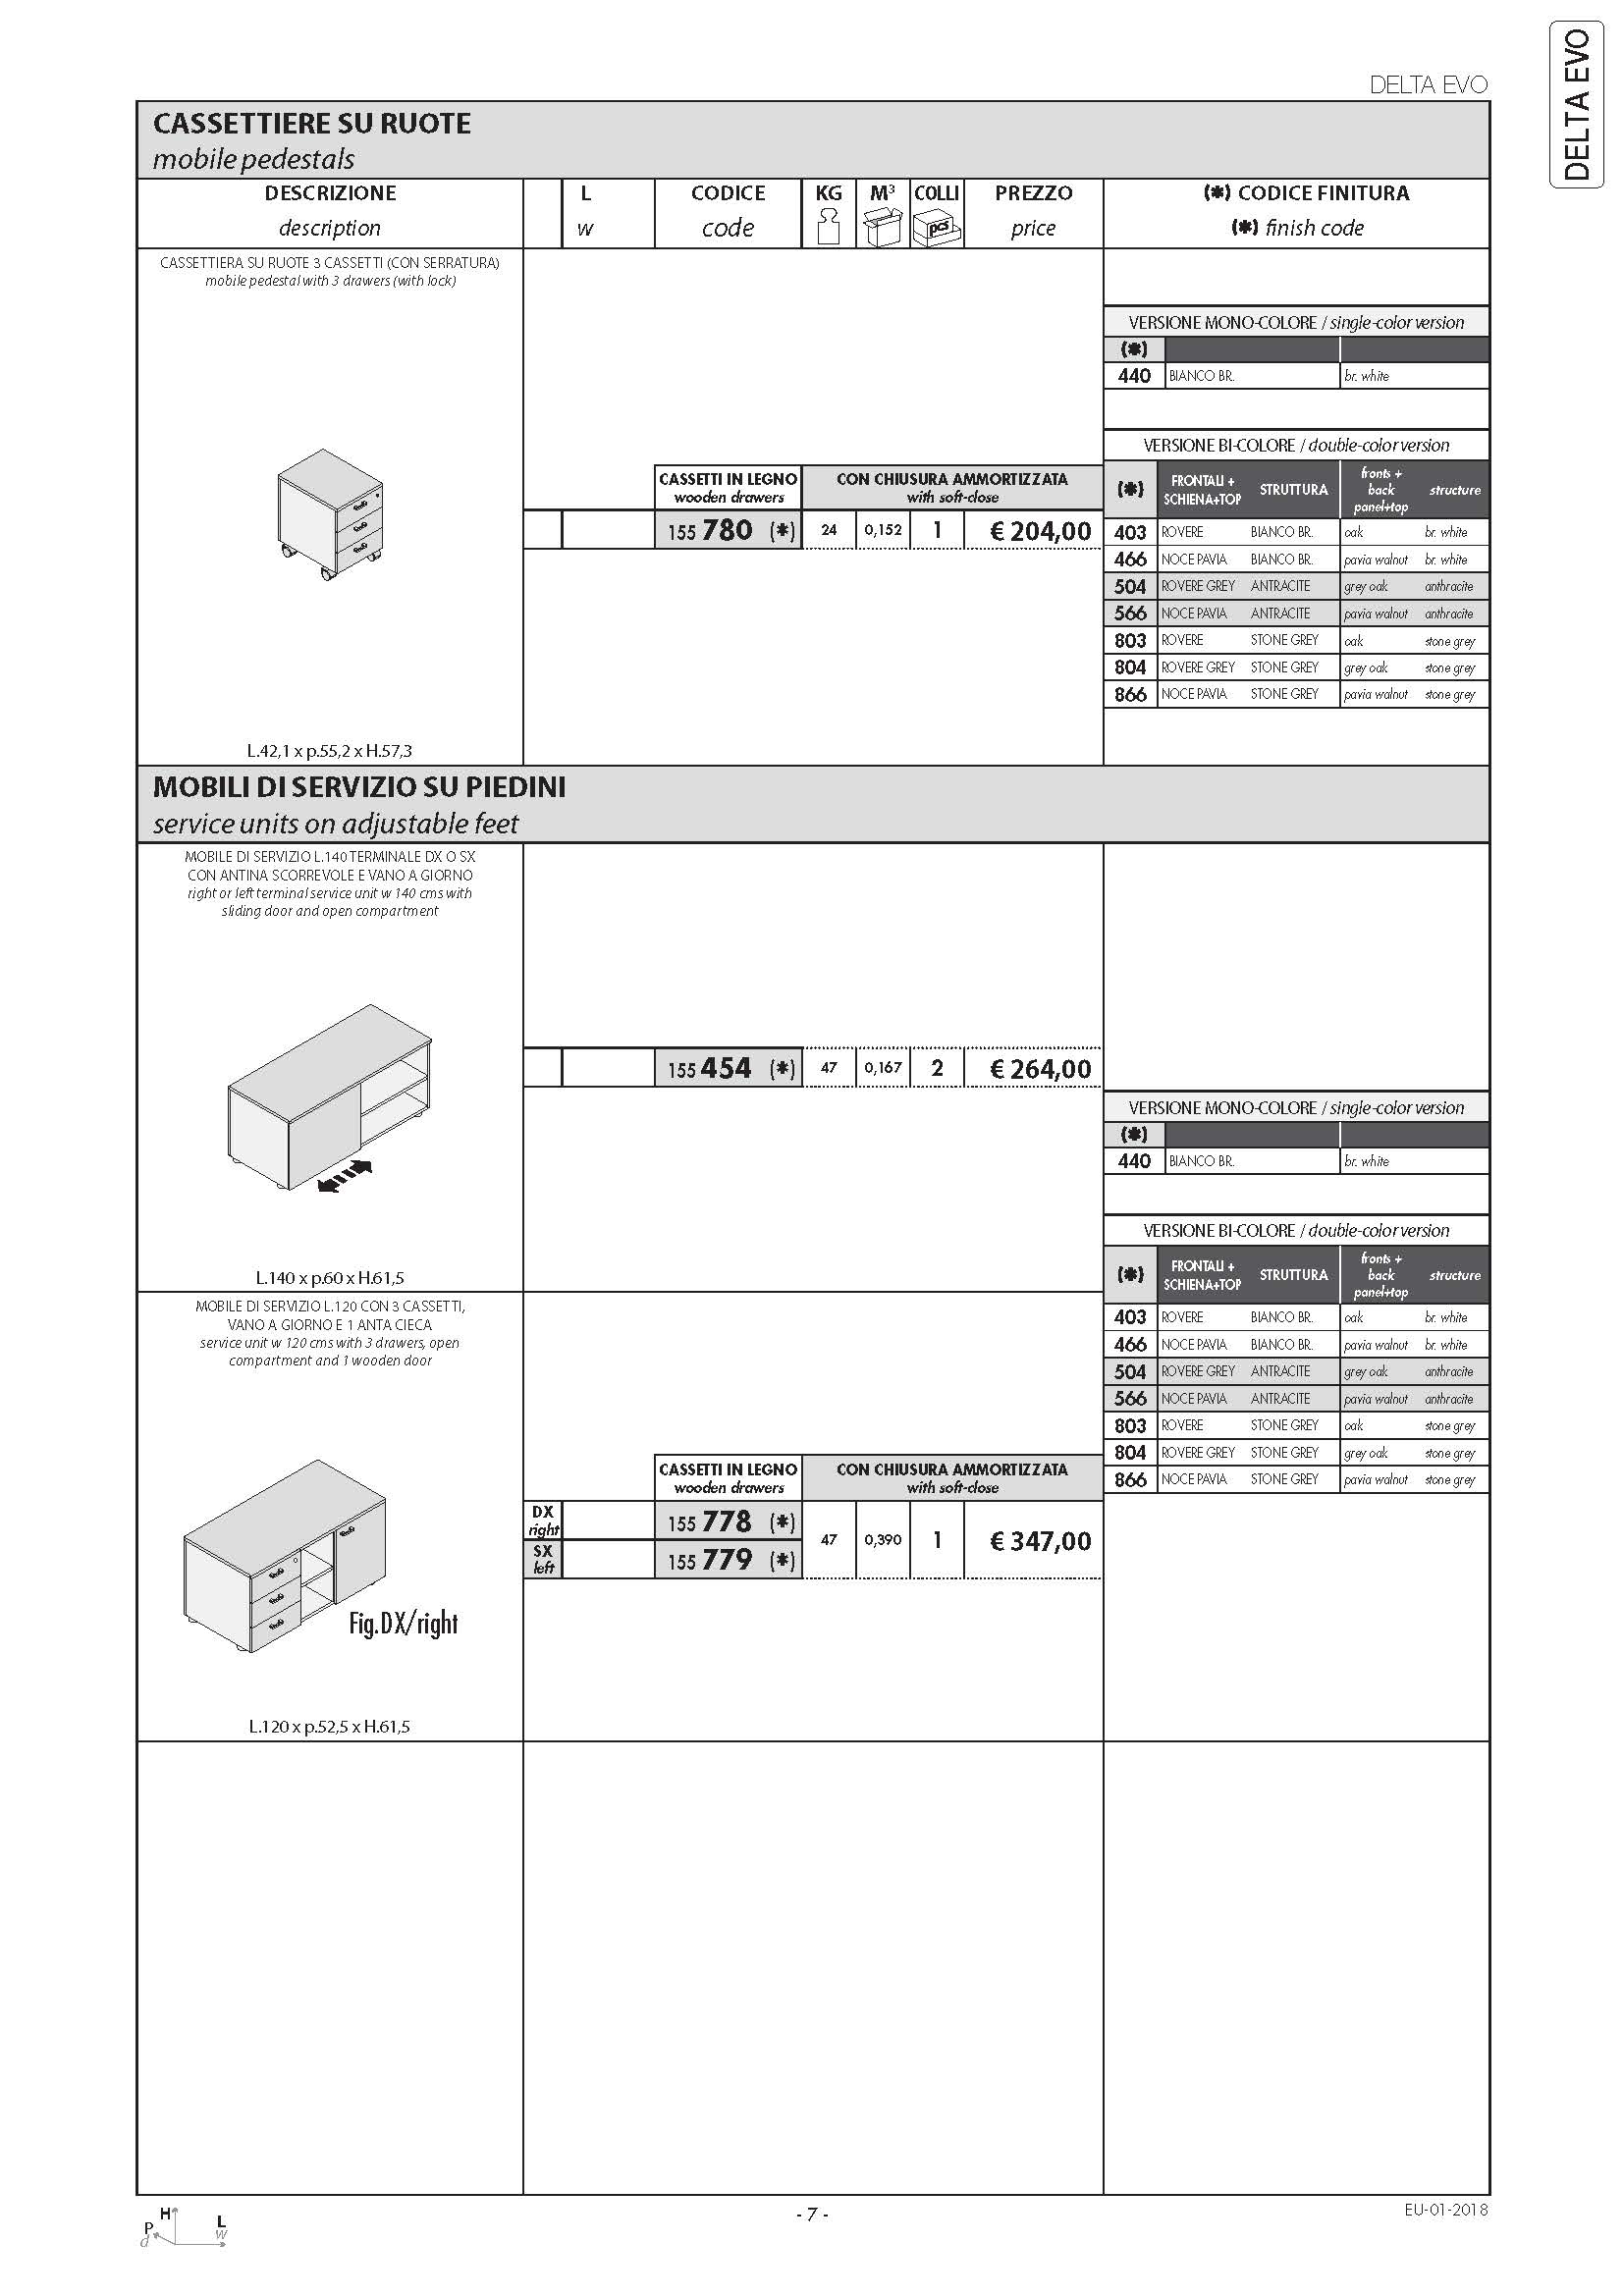 DELTA EVO
DELTA EVO
CASSETTIERE SU RUOTE
mobile pedestals
DESCRIZIONE L CODICE KG M³ COLLI PREZZO (✱) CODICE FINITURA
description w code pcs price (✱) finish code
CASSETTIERA SU RUOTE 3 CASSETTI (CON SERRATURA)
mobile pedestal with 3 drawers (with lock)
VERSIONE MONO-COLORE / single-color version
(✱)
440 BIANCO BR. br. white
VERSIONE BI-COLORE / double-color version
(✱) FRONTALI + SCHIENA+TOP STRUTTURA fronts + back panel+top structure
CASSETTI IN LEGNO CON CHIUSURA AMMORTIZZATA
wooden drawers with soft-close
155 780 (✱) 24 0,152 1 € 204,00
403 ROVERE BIANCO BR. oak br. white
466 NOCE PAVIA BIANCO BR. pavia walnut br. white
504 ROVERE GREY ANTRACITE grey oak anthracite
566 NOCE PAVIA ANTRACITE pavia walnut anthracite
803 ROVERE STONE GREY oak stone grey
804 ROVERE GREY STONE GREY grey oak stone grey
866 NOCE PAVIA STONE GREY pavia walnut stone grey
L.42,1 x p.55,2 x H.57,3
MOBILI DI SERVIZIO SU PIEDINI
service units on adjustable feet
MOBILE DI SERVIZIO L.140 TERMINALE DX O SX
CON ANTINA SCORREVOLE E VANO A GIORNO
right or left terminal service unit w 140 cms with
sliding door and open compartment
155 454 (✱) 47 0,167 2 € 264,00
L.140 x p.60 x H.61,5
VERSIONE MONO-COLORE / single-color version
(✱)
440 BIANCO BR. br. white
VERSIONE BI-COLORE / double-color version
(✱) FRONTALI + SCHIENA+TOP STRUTTURA fronts + back panel+top structure
403 ROVERE BIANCO BR. oak br. white
466 NOCE PAVIA BIANCO BR. pavia walnut br. white
504 ROVERE GREY ANTRACITE grey oak anthracite
566 NOCE PAVIA ANTRACITE pavia walnut anthracite
803 ROVERE STONE GREY oak stone grey
804 ROVERE GREY STONE GREY grey oak stone grey
866 NOCE PAVIA STONE GREY pavia walnut stone grey
MOBILE DI SERVIZIO L.120 CON 3 CASSETTI,
VANO A GIORNO E 1 ANTA CIECA
service unit w 120 cms with 3 drawers, open
compartment and 1 wooden door
CASSETTI IN LEGNO CON CHIUSURA AMMORTIZZATA
wooden drawers with soft-close
DX right 155 778 (✱) 47 0,390 1 € 347,00
SX left 155 779 (✱)
Fig.DX/right
L.120 x p.52,5 x H.61,5
H P d L w
- 7 -
EU-01-2018